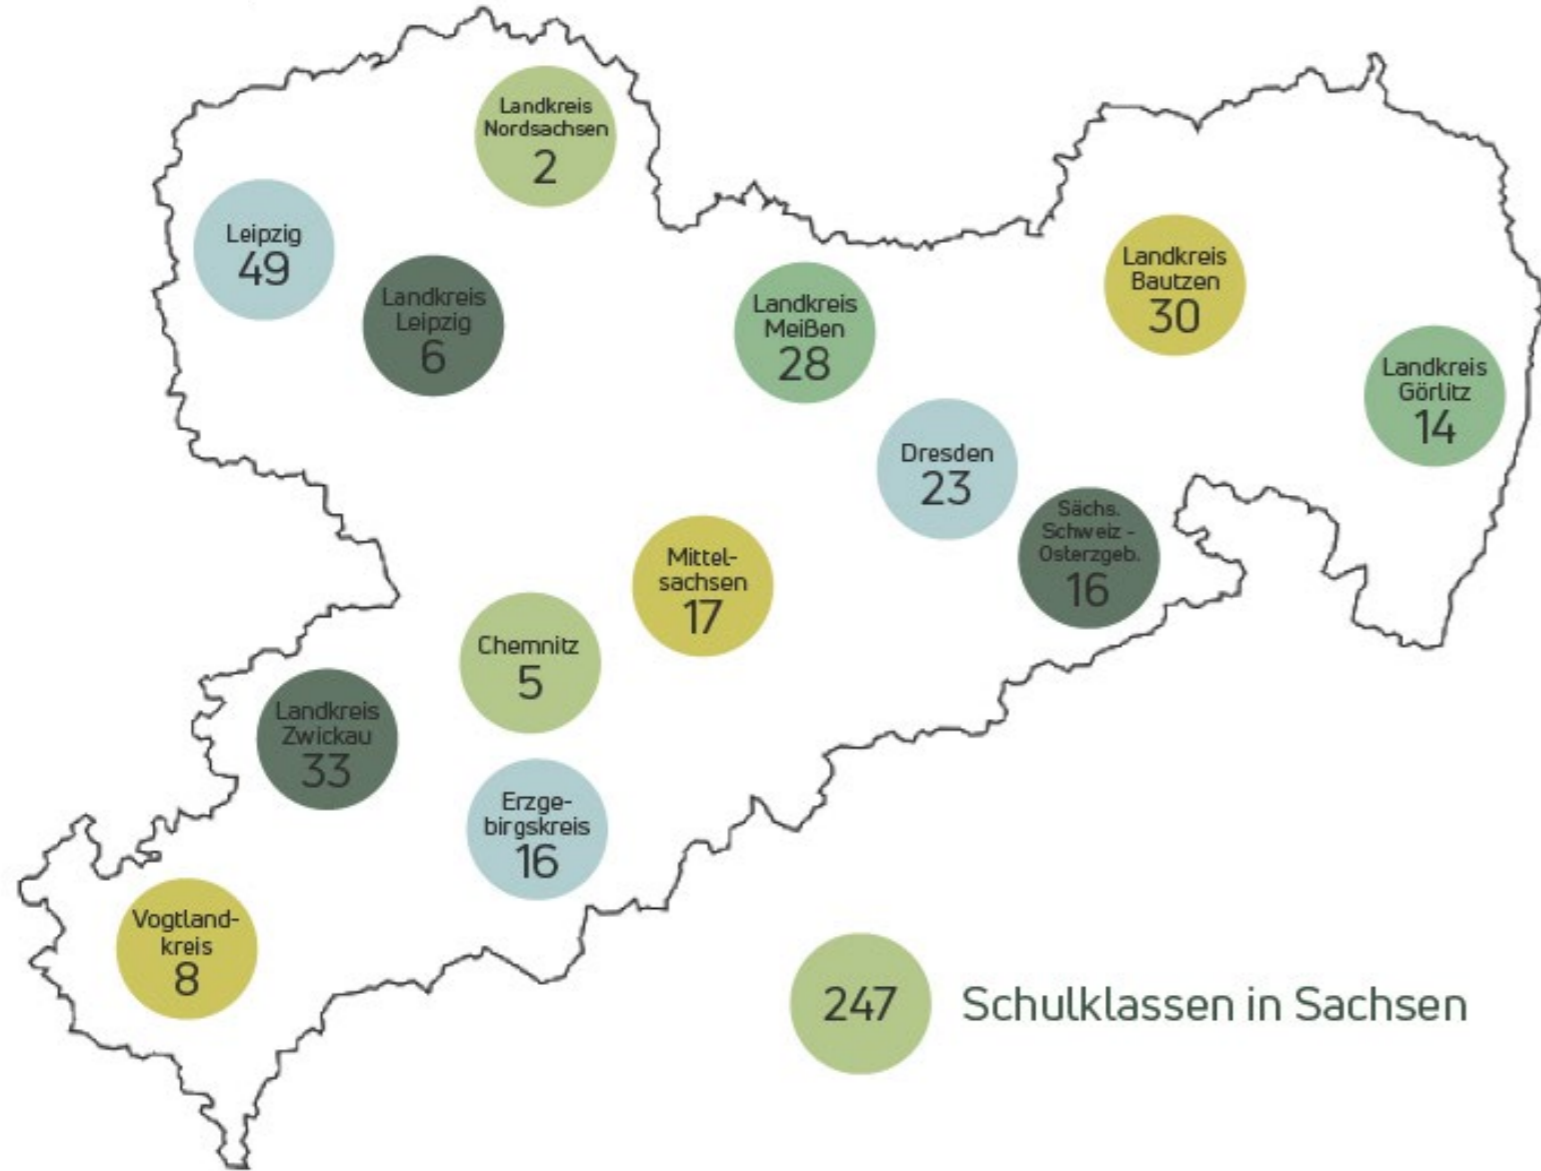 Landkreis
Nordsachsen
2
Leipzig
49
Landkreis
Leipzig
6
Landkreis
Meißen
28
Landkreis
Bautzen
30
Landkreis
Görlitz
14
Dresden
23
Sächs.
Schweiz -
Osterzgeb.
16
Mittel-
sachsen
17
Chemnitz
5
Landkreis
Zwickau
33
Erzge-
birgskreis
16
Vogtland-
kreis
8
247 Schulklassen in Sachsen